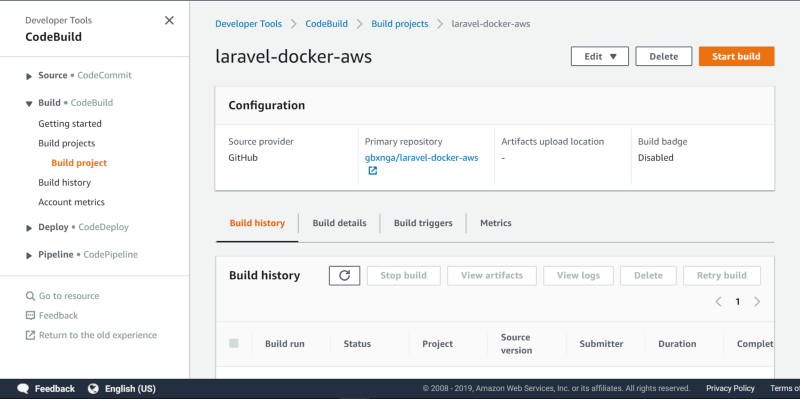 Developer Tools
CodeBuild
Source • CodeCommit
Build • CodeBuild
Getting started
Build projects
Build project
Build history
Account metrics
Deploy • CodeDeploy
Pipeline • CodePipeline
Go to resource
Feedback
Return to the old experience
Developer Tools > CodeBuild > Build projects > laravel-docker-aws
laravel-docker-aws
Edit
Delete
Start build
Configuration
Source provider
GitHub
Primary repository
gbxnga/laravel-docker-aws
Artifacts upload location
-
Build badge
Disabled
Build history
Build details
Build triggers
Metrics
Build history
Stop build
View artifacts
View logs
Delete
Retry build
1
Build run
Status
Project
Source
version
Submitter
Duration
Complet
Feedback
English (US)
© 2008 - 2019, Amazon Web Services, Inc. or its affiliates. All rights reserved.
Privacy Policy
Terms o